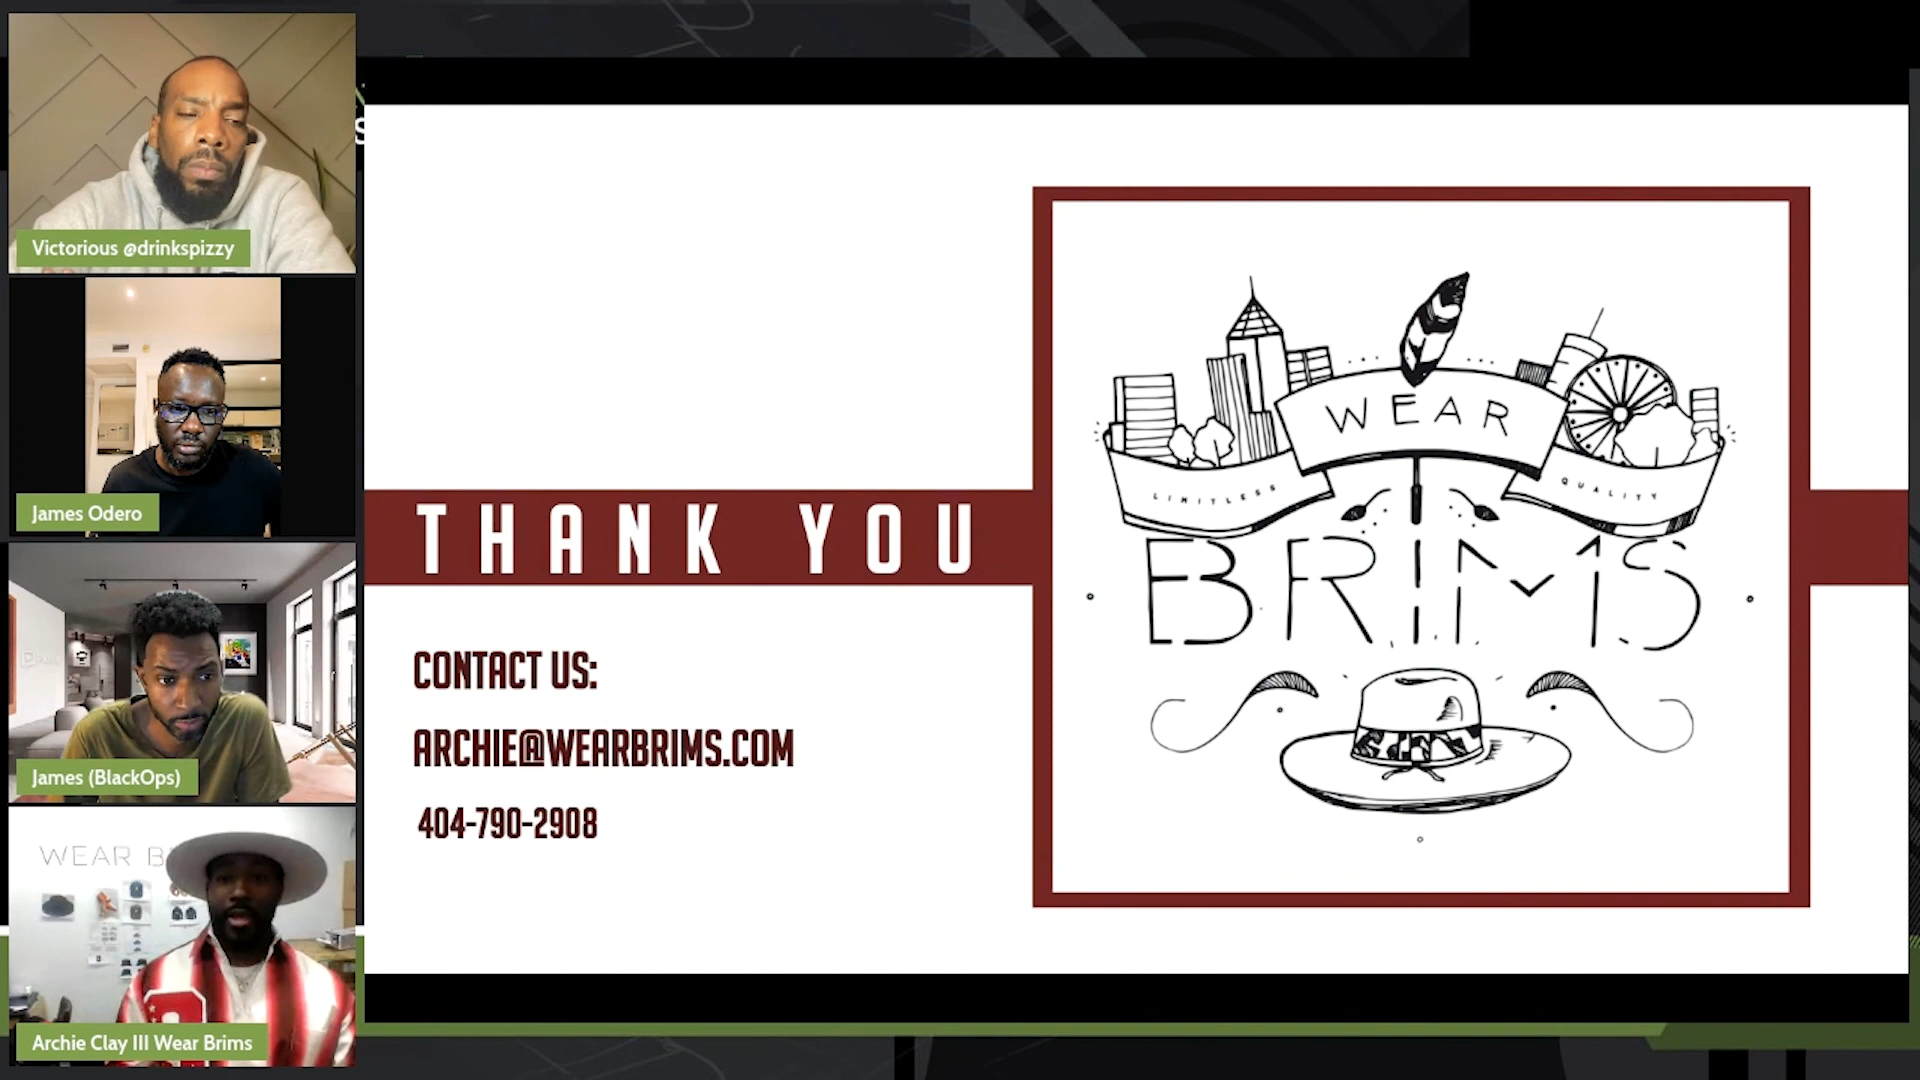 Victorious @drinkspizzy
James Odero
James (BlackOps)
WEAR B
Archie Clay III Wear Brims
THANK YOU
CONTACT US:
ARCHIE@WEARBRIMS.COM
404-790-2908
WEAR
LIMITLESS
QUALITY
BRIMS